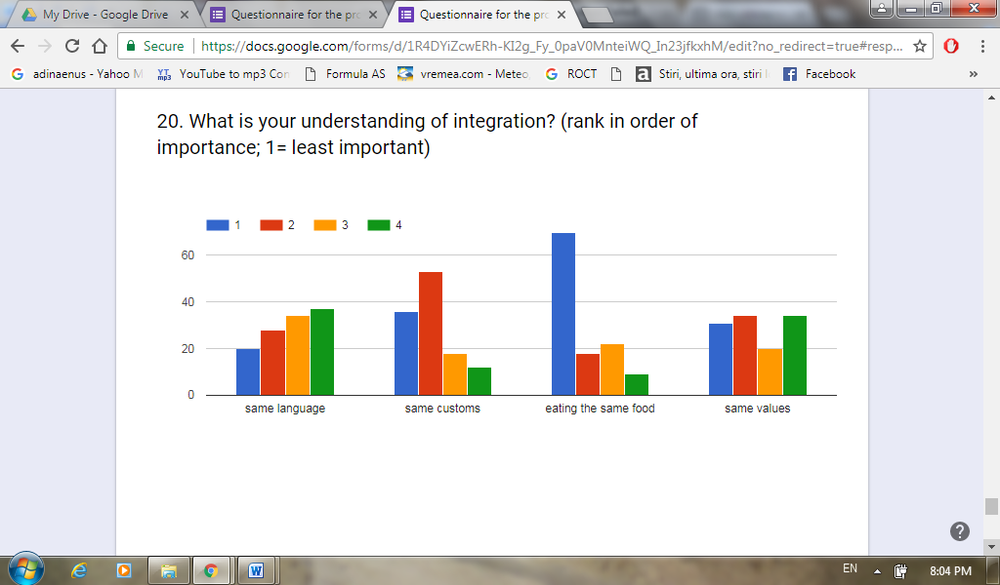 My Drive - Google Drive
Questionnaire for the pro
Questionnaire for the pro
Secure
https://docs.google.com/forms/d/1R4DYiZcwERh-KI2g_Fy_0paV0MnteiWQ_In23jfkxhM/edit?no_redirect=true#resp...
adinaenus - Yahoo M
YouTube to mp3 Con
Formula AS
vremea.com - Meteo
ROCT
Stiri, ultima ora, stiri
Facebook
20. What is your understanding of integration? (rank in order of
importance; 1= least important)
1 2 3 4
60
40
20
0
same language same customs eating the same food same values
EN
8:04 PM